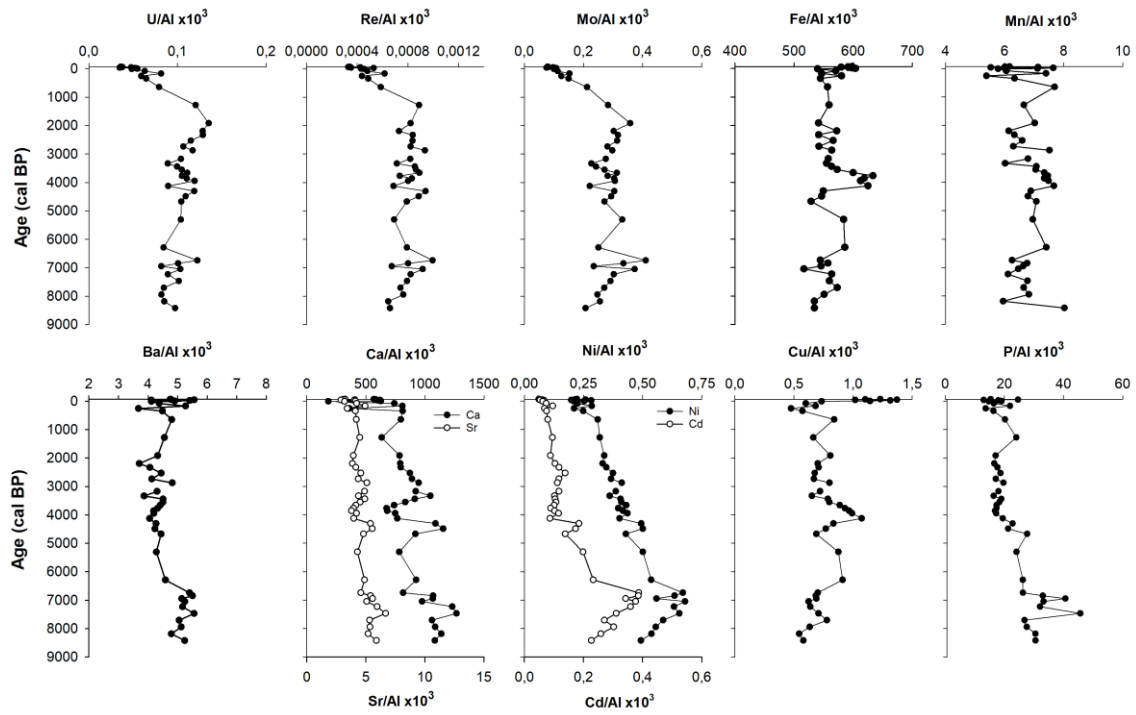 U/Al x10³ Re/Al x10³ Mo/Al x10³ Fe/Al x10³ Mn/Al x10³
0,0 0,1 0,2 0,0000 0,0004 0,0008 0,0012 0,0 0,2 0,4 0,6 400 500 600 700 4 6 8 10
Age (cal BP)
0
1000
2000
3000
4000
5000
6000
7000
8000
9000
Ba/Al x10³ Ca/Al x10³ Ni/Al x10³ Cu/Al x10³ P/Al x10³
2 3 4 5 6 0 500 1000 1500 0,00 0,25 0,50 0,75 0,0 0,5 1,0 1,5 0 20 40 60
Age (cal BP)
0
1000
2000
3000
4000
5000
6000
7000
8000
9000
Ca
Sr
Ni
Cd
0 5 10 15 0,0 0,2 0,4 0,6
Sr/Al x10³ Cd/Al x10³